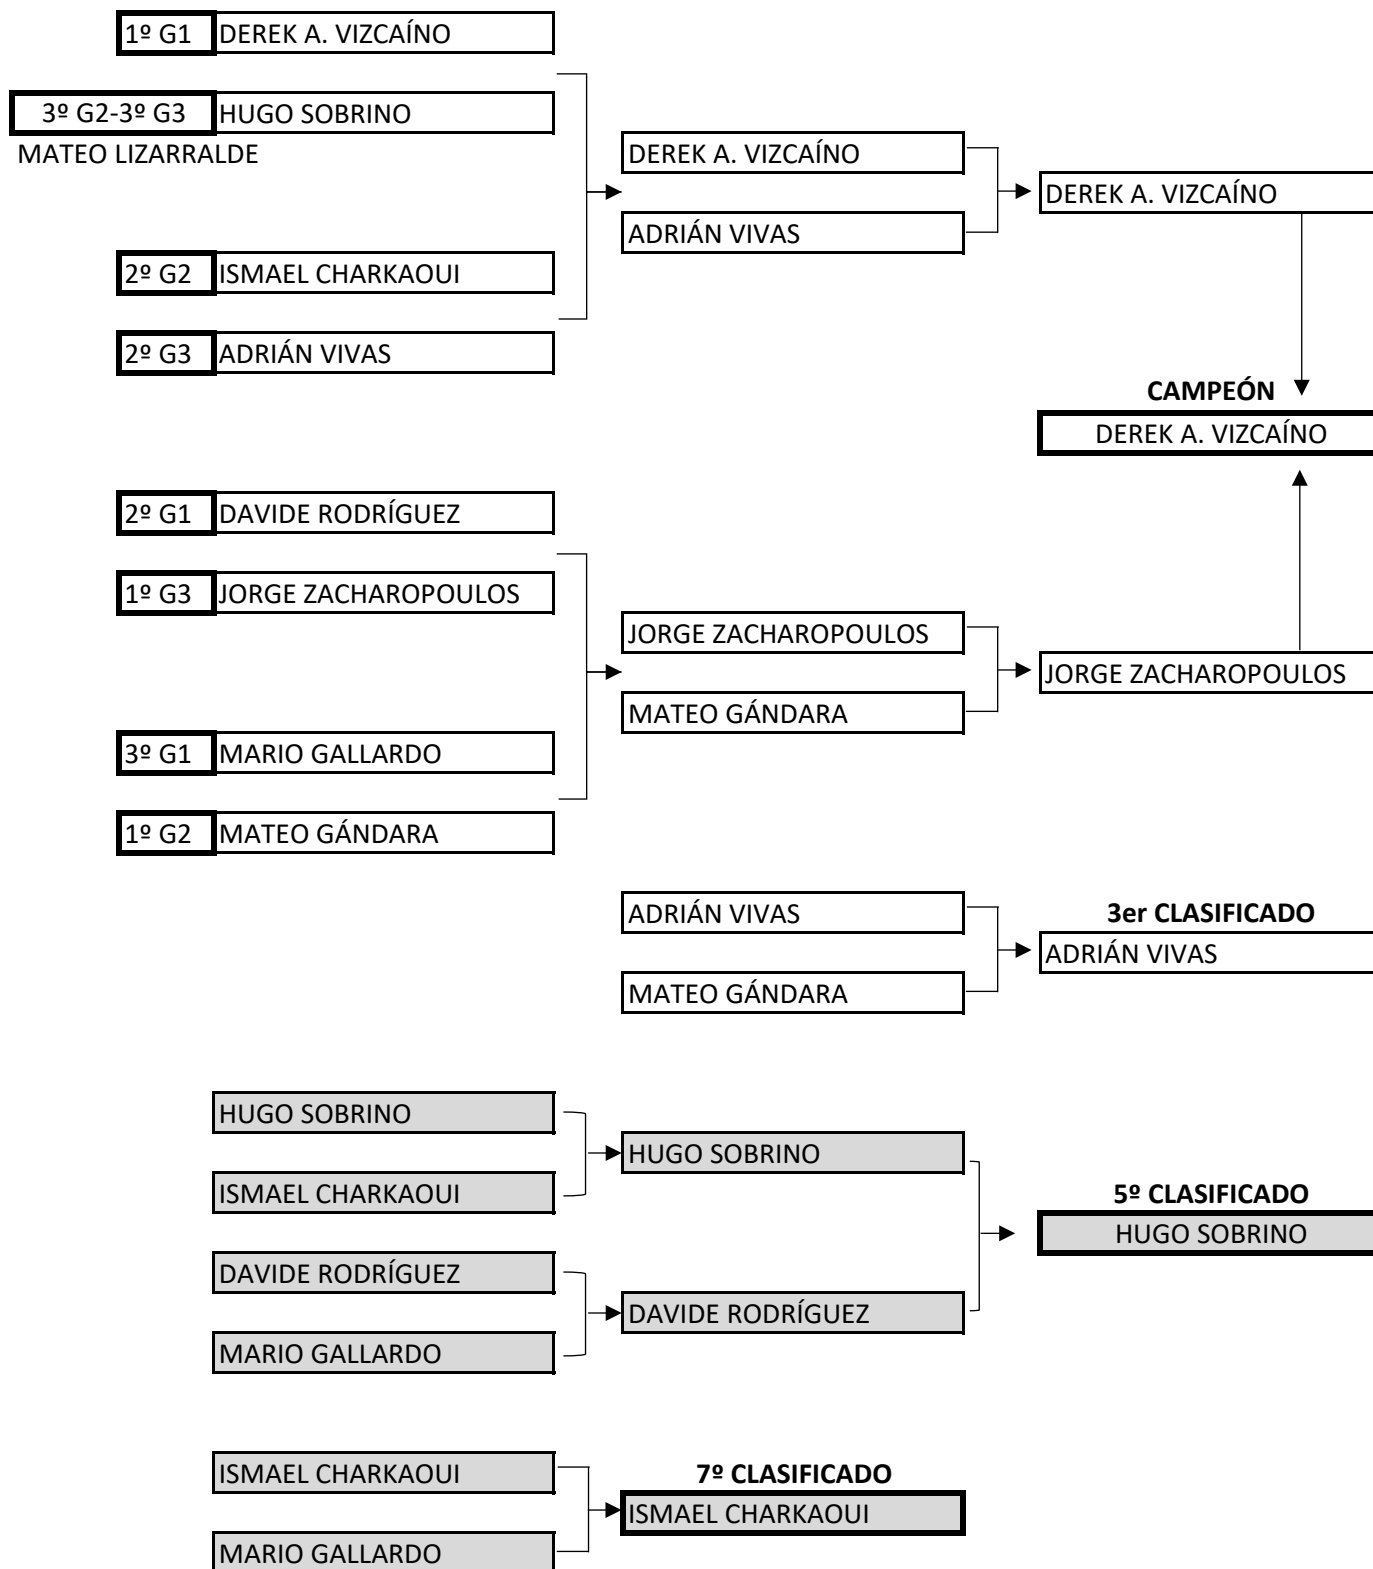 1º G1 DEREK A. VIZCAÍNO
3º G2-3º G3 HUGO SOBRINO
MATEO LIZARRALDE
DEREK A. VIZCAÍNO
DEREK A. VIZCAÍNO
ADRIÁN VIVAS
2º G2 ISMAEL CHARKAOUI
2º G3 ADRIÁN VIVAS
CAMPEÓN
DEREK A. VIZCAÍNO
2º G1 DAVIDE RODRÍGUEZ
1º G3 JORGE ZACHAROPOULOS
JORGE ZACHAROPOULOS
JORGE ZACHAROPOULOS
MATEO GÁNDARA
3º G1 MARIO GALLARDO
1º G2 MATEO GÁNDARA
ADRIÁN VIVAS
3er CLASIFICADO
ADRIÁN VIVAS
MATEO GÁNDARA
HUGO SOBRINO
HUGO SOBRINO
ISMAEL CHARKAOUI
5º CLASIFICADO
HUGO SOBRINO
DAVIDE RODRÍGUEZ
DAVIDE RODRÍGUEZ
MARIO GALLARDO
ISMAEL CHARKAOUI
7º CLASIFICADO
ISMAEL CHARKAOUI
MARIO GALLARDO